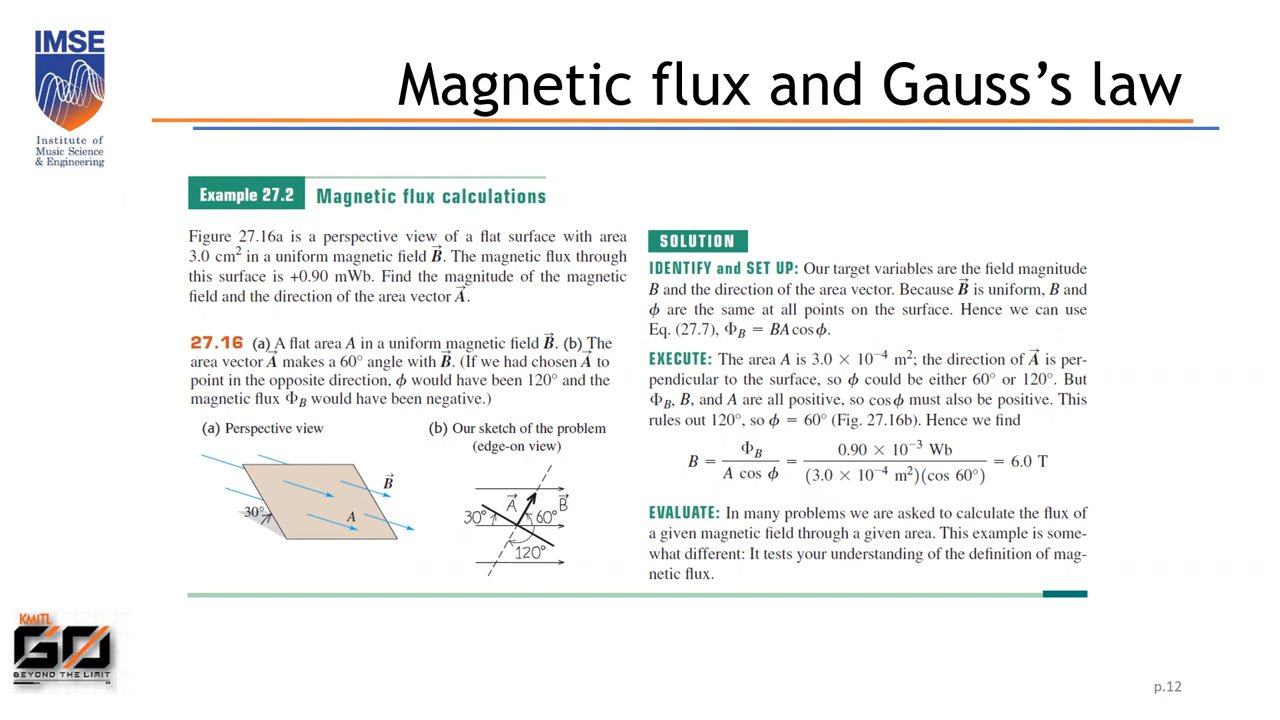 IMSE
Institute of
Music Science
& Engineering
Magnetic flux and Gauss's law
Example 27.2 Magnetic flux calculations
Figure 27.16a is a perspective view of a flat surface with area
3.0 cm² in a uniform magnetic field B⃗. The magnetic flux through
this surface is +0.90 mWb. Find the magnitude of the magnetic
field and the direction of the area vector A⃗.
27.16 (a) A flat area A in a uniform magnetic field B⃗. (b) The
area vector A⃗ makes a 60° angle with B⃗. (If we had chosen A⃗ to
point in the opposite direction, ϕ would have been 120° and the
magnetic flux Φ_B would have been negative.)
(a) Perspective view
30°
A
B⃗
(b) Our sketch of the problem
(edge-on view)
A⃗
B⃗
30°
60°
120°
SOLUTION
IDENTIFY and SET UP: Our target variables are the field magnitude
B and the direction of the area vector. Because B⃗ is uniform, B and
ϕ are the same at all points on the surface. Hence we can use
Eq. (27.7), Φ_B = BA cos ϕ.
EXECUTE: The area A is 3.0 × 10⁻⁴ m²; the direction of A⃗ is per-
pendicular to the surface, so ϕ could be either 60° or 120°. But
Φ_B, B, and A are all positive, so cos ϕ must also be positive. This
rules out 120°, so ϕ = 60° (Fig. 27.16b). Hence we find
B = Φ_B / (A cos ϕ) = 0.90 × 10⁻³ Wb / ((3.0 × 10⁻⁴ m²)(cos 60°)) = 6.0 T
EVALUATE: In many problems we are asked to calculate the flux of
a given magnetic field through a given area. This example is some-
what different: It tests your understanding of the definition of mag-
netic flux.
KMITL
GO
BEYOND THE LIMIT
p.12